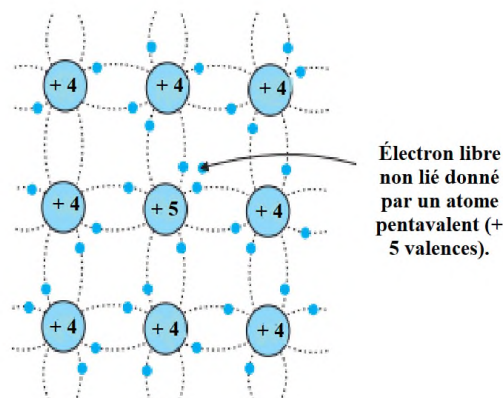 + 4 + 4 + 4
Électron libre
non lié donné
par un atome
pentavalent (+
5 valences).
+ 4 + 5 + 4
+ 4 + 4 + 4